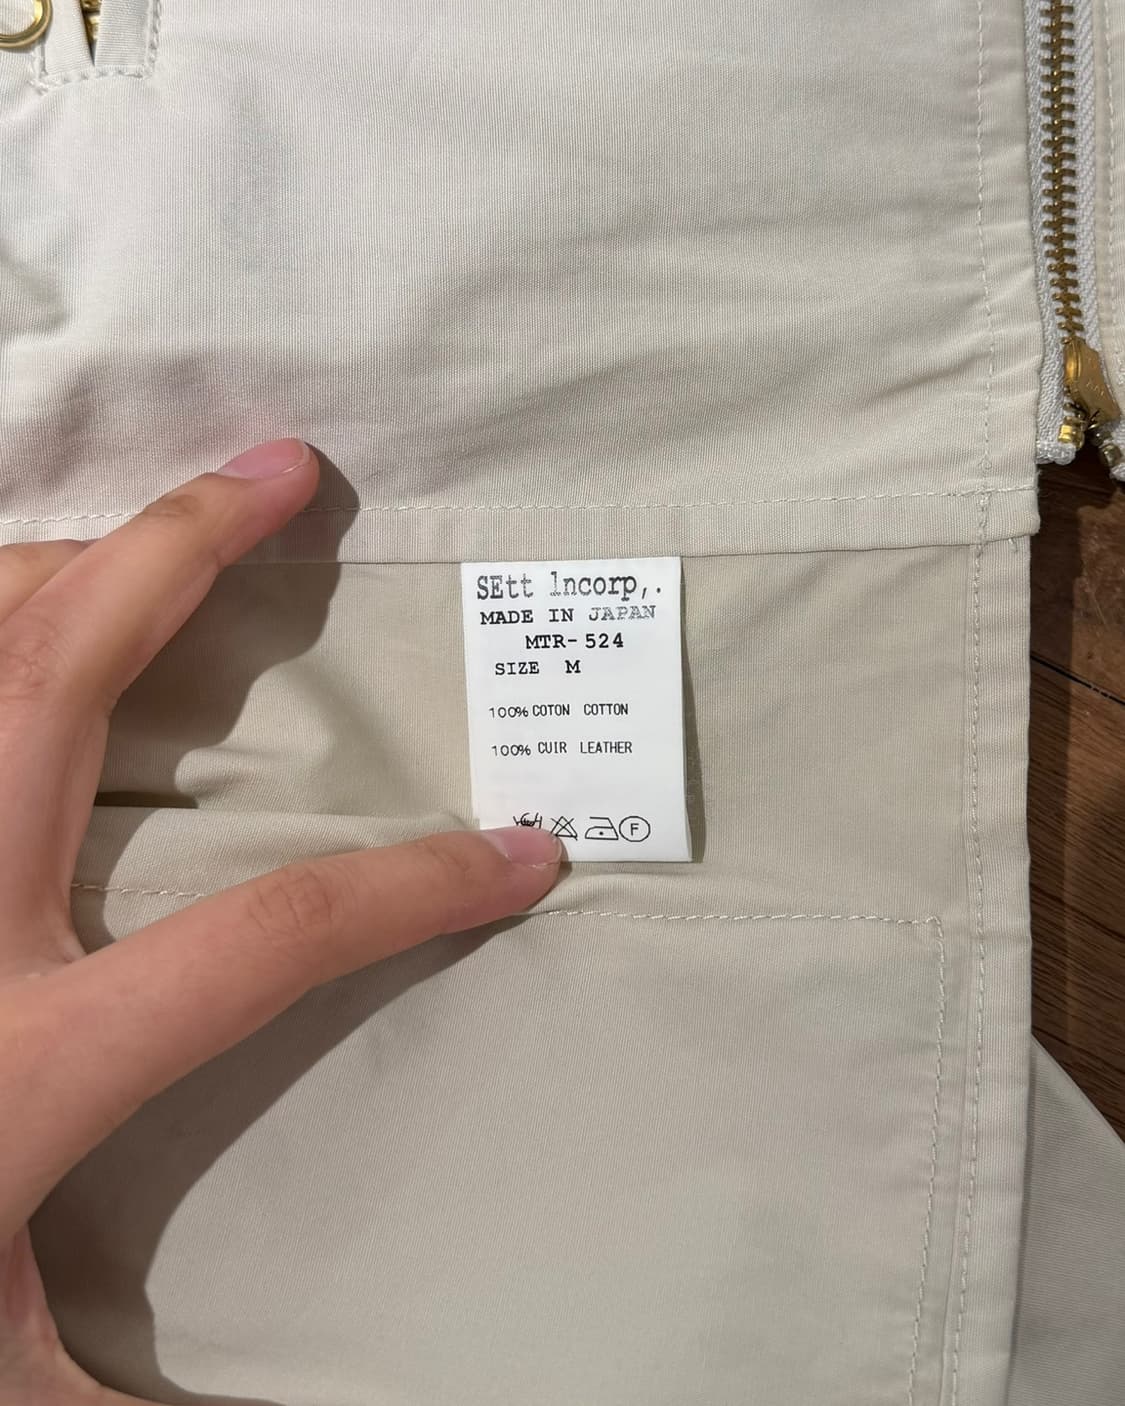 SEtt lncorp,.
MADE IN JAPAN
MTR-524
SIZE M
100% COTON COTTON
100% CUIR LEATHER
F